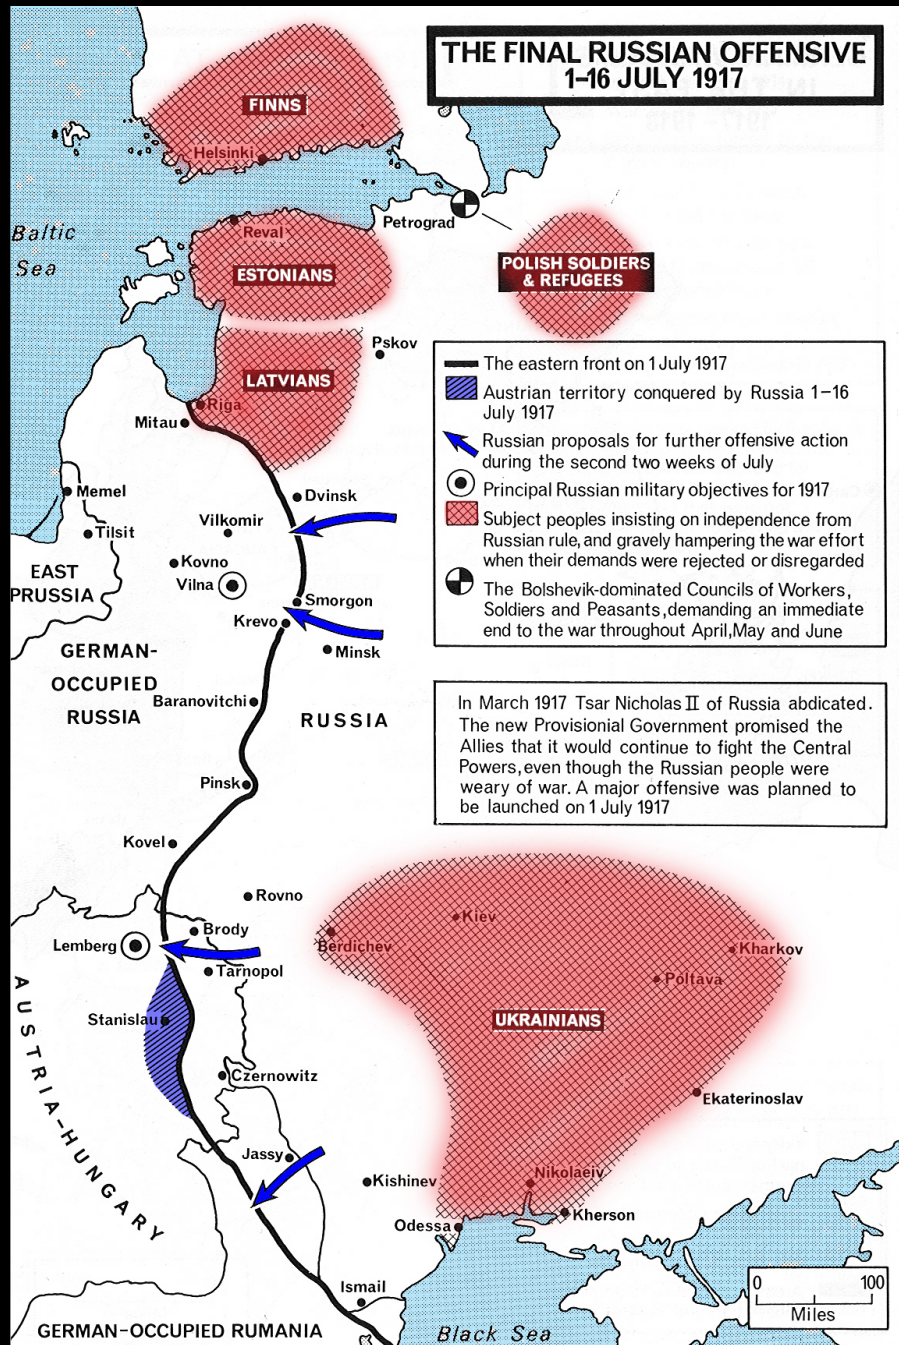 THE FINAL RUSSIAN OFFENSIVE
1–16 JULY 1917
FINNS
Helsinki
Petrograd
Baltic
Sea
Reval
ESTONIANS
POLISH SOLDIERS
& REFUGEES
Pskov
LATVIANS
Riga
Mitau
The eastern front on 1 July 1917
Austrian territory conquered by Russia 1–16
July 1917
Russian proposals for further offensive action
during the second two weeks of July
Principal Russian military objectives for 1917
Subject peoples insisting on independence from
Russian rule, and gravely hampering the war effort
when their demands were rejected or disregarded
The Bolshevik-dominated Councils of Workers,
Soldiers and Peasants, demanding an immediate
end to the war throughout April, May and June
Memel
Dvinsk
Tilsit
Vilkomir
Kovno
Vilna
EAST
PRUSSIA
Smorgon
Krevo
Minsk
GERMAN-
OCCUPIED
RUSSIA
Baranovitchi
RUSSIA
In March 1917 Tsar Nicholas II of Russia abdicated.
The new Provisional Government promised the
Allies that it would continue to fight the Central
Powers, even though the Russian people were
weary of war. A major offensive was planned to
be launched on 1 July 1917
Pinsk
Kovel
Rovno
Brody
Lemberg
Tarnopol
Kiev
Berdichev
Kharkov
Poltava
UKRAINIANS
Stanislau
Czernowitz
Ekaterinoslav
AUSTRIA-HUNGARY
Jassy
Kishinev
Nikolaeiv
Kherson
Odessa
Ismail
0 100
Miles
GERMAN-OCCUPIED RUMANIA
Black Sea